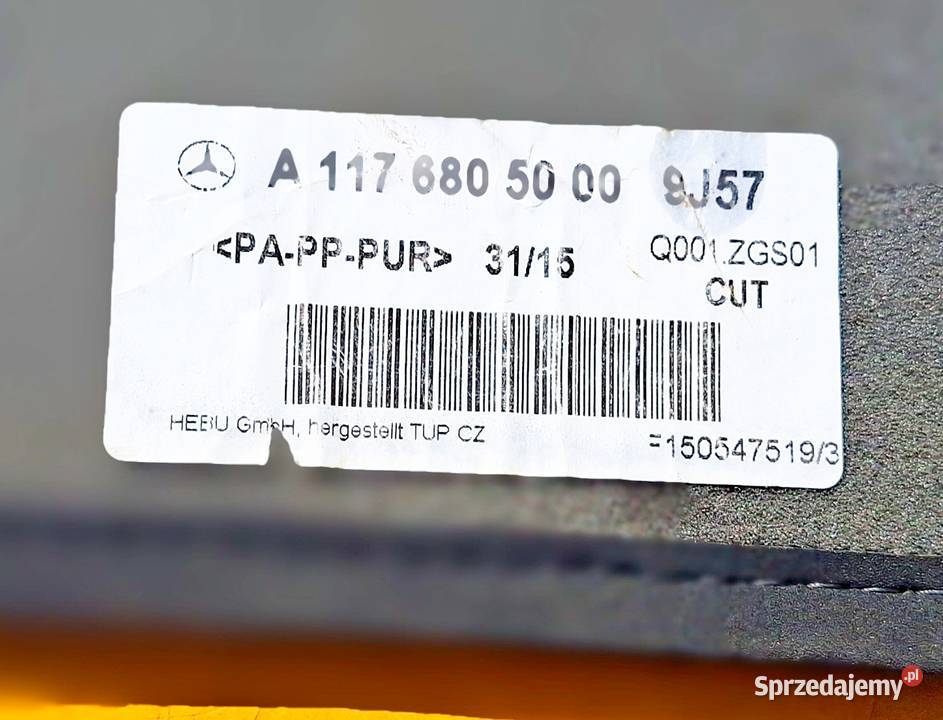 A 117 680 50 00 9J57
<PA-PP-PUR> 31/15 Q001.ZGS01
CUT
HEBU GmbH, hergestellt TUP CZ
F150547519/3
Sprzedajemy.pl